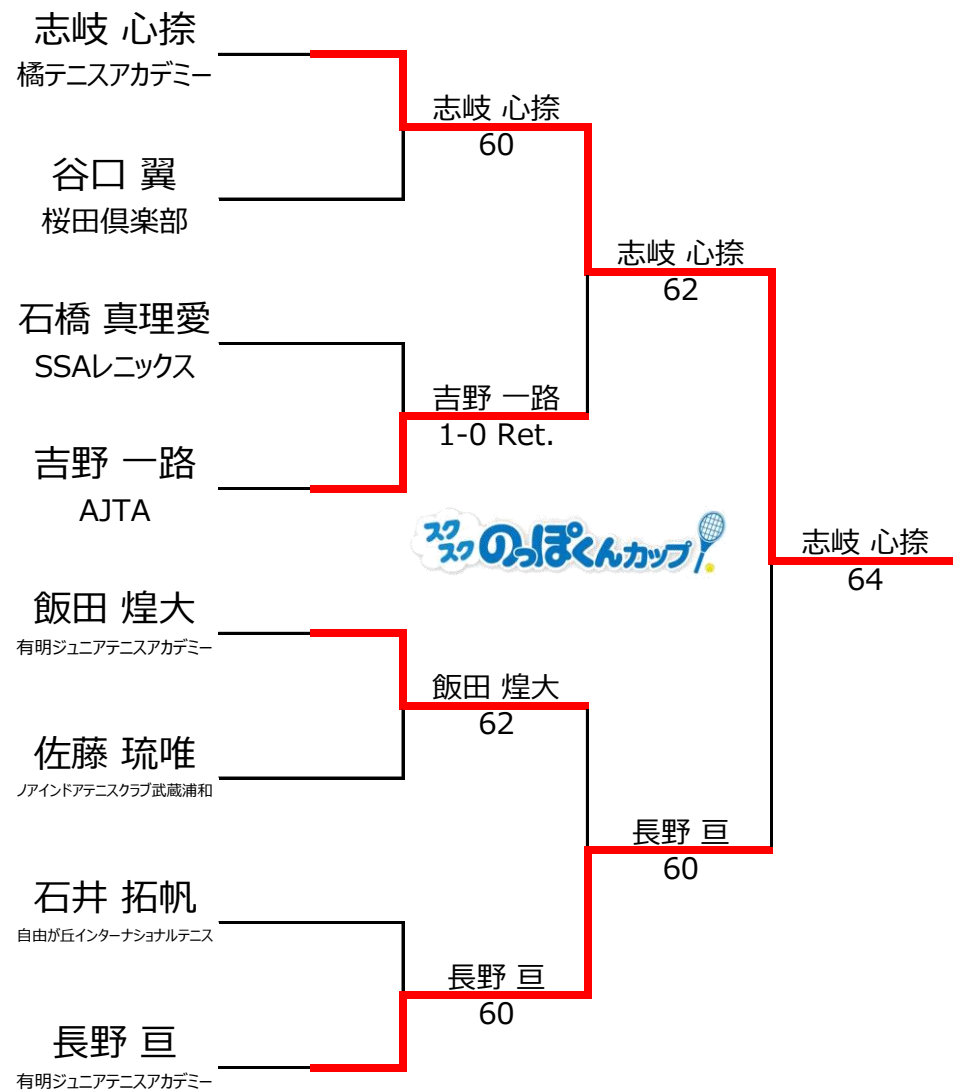 志岐 心捺
橘テニスアカデミー
志岐 心捺
60
谷口 翼
桜田倶楽部
志岐 心捺
62
石橋 真理愛
SSAレニックス
吉野 一路
1-0 Ret.
吉野 一路
AJTA
スクスクのっぽくんカップ
志岐 心捺
64
飯田 煌大
有明ジュニアテニスアカデミー
飯田 煌大
62
佐藤 琉唯
ノアインドアテニスクラブ武蔵浦和
長野 亘
60
石井 拓帆
自由が丘インターナショナルテニス
長野 亘
60
長野 亘
有明ジュニアテニスアカデミー